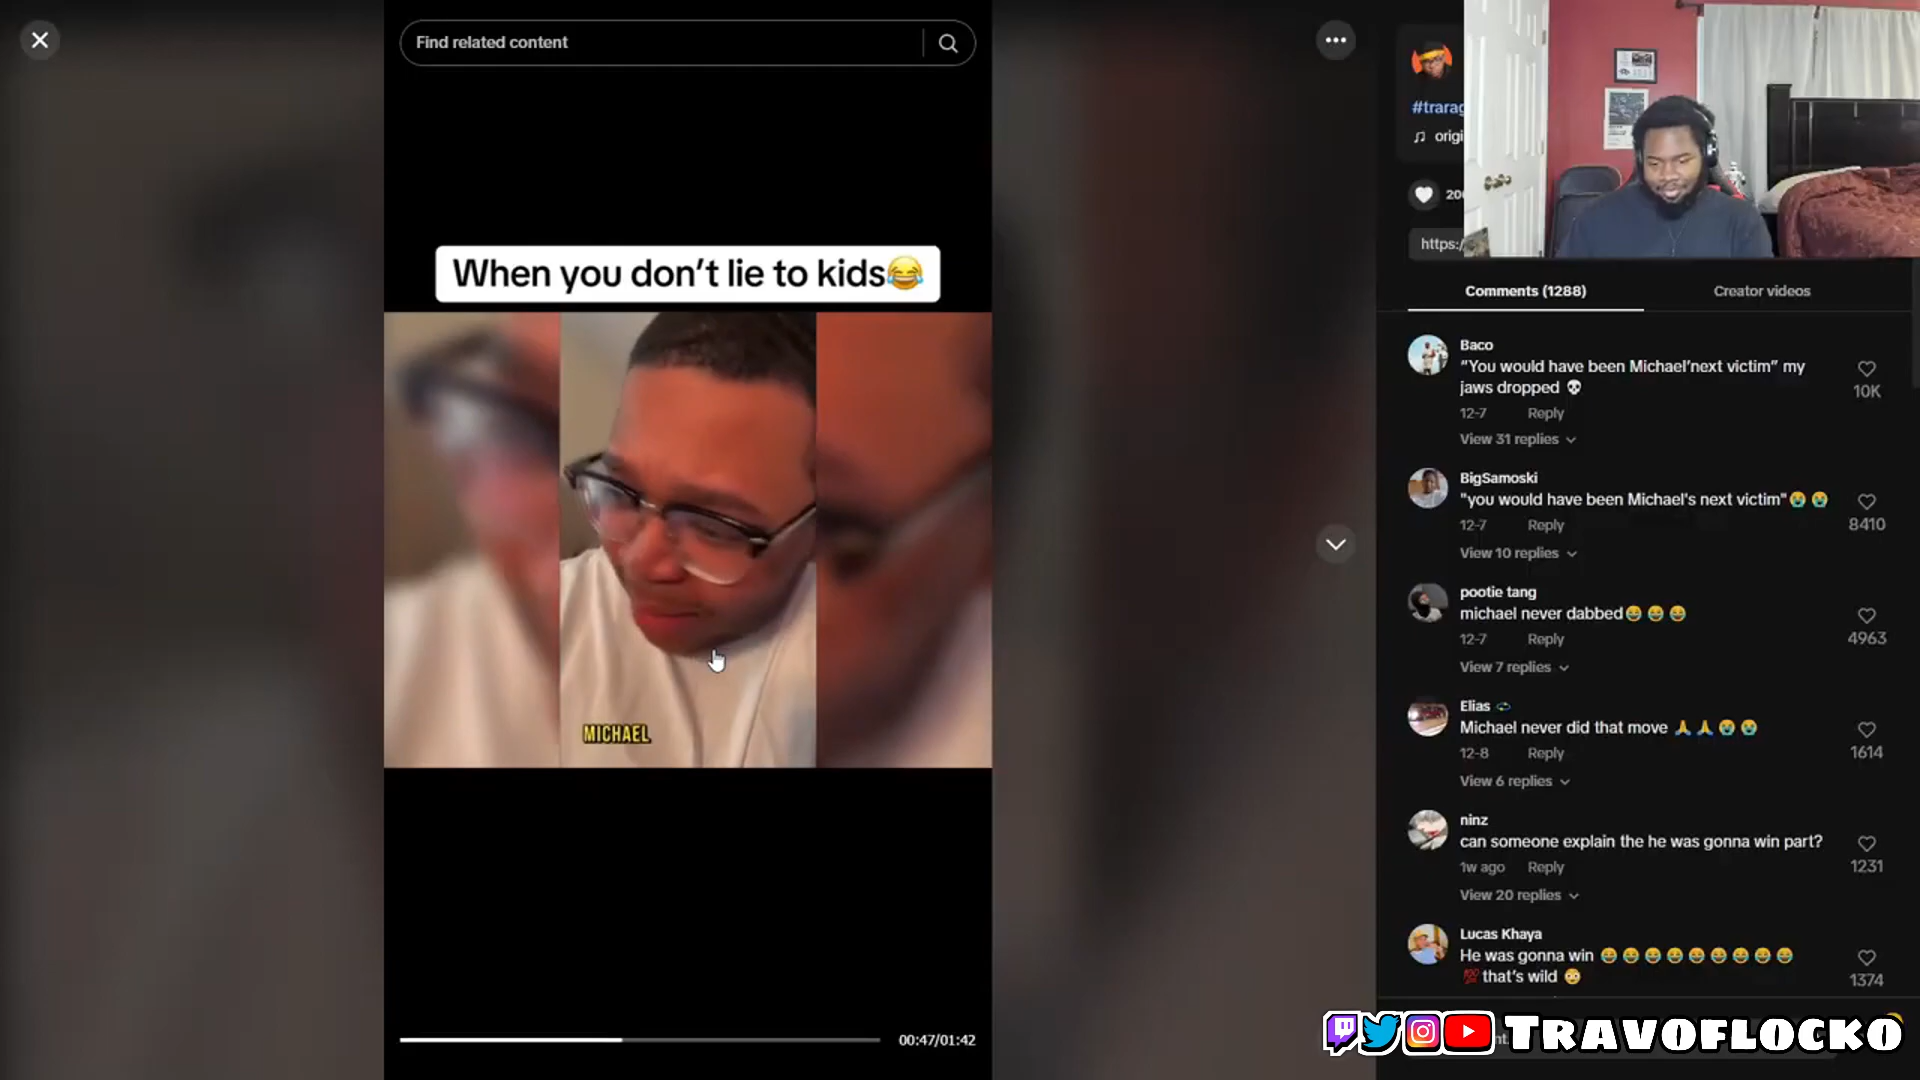 Find related content
When you don't lie to kids😂
MICHAEL
00:47/01:42
#trarag
origi
200
https:/
Comments (1288)
Creator videos
Baco
"You would have been Michael'next victim" my
jaws dropped 💀
12-7 Reply
10K
View 31 replies
BigSamoski
"you would have been Michael's next victim"😭😭
12-7 Reply
8410
View 10 replies
pootie tang
michael never dabbed😂😂😂
12-7 Reply
4963
View 7 replies
Elias
Michael never did that move 🙏🙏😭😭
12-8 Reply
1614
View 6 replies
ninz
can someone explain the he was gonna win part?
1w ago Reply
1231
View 20 replies
Lucas Khaya
He was gonna win 😂😂😂😂😂😂😂😂😂
💯that's wild 😳
1374
TRAVOFLOCKO